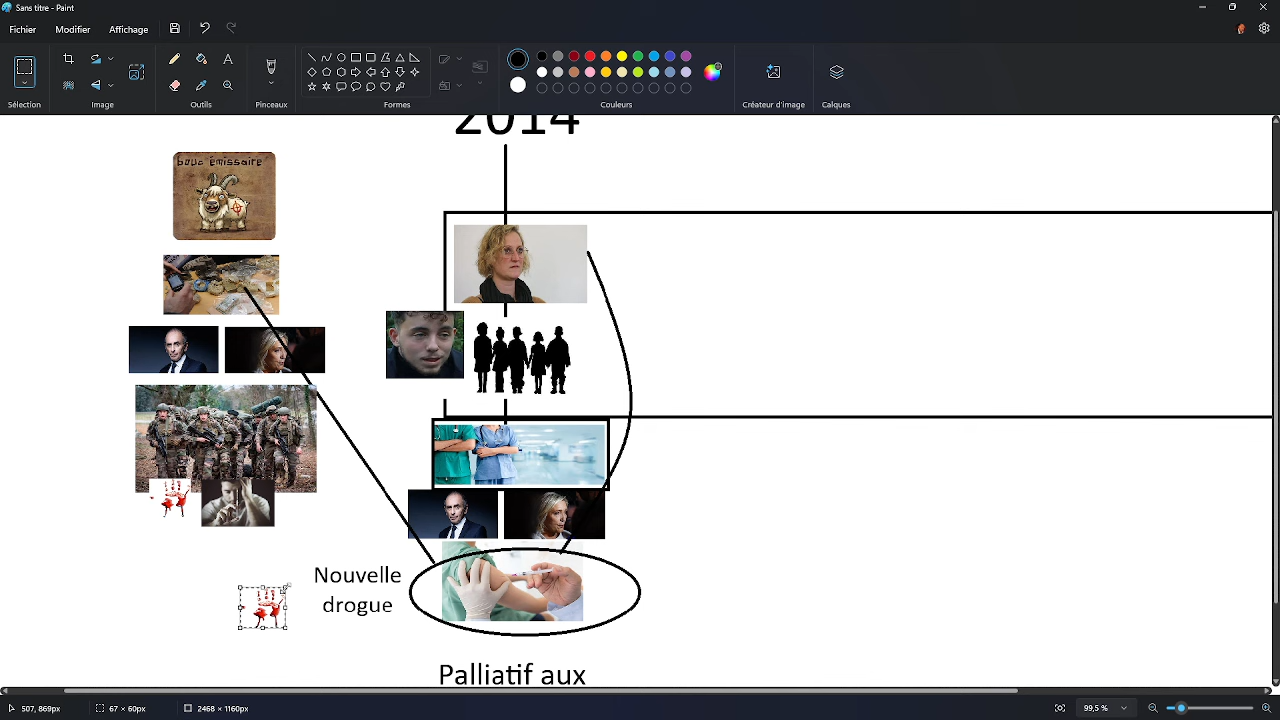 Sans titre - Paint
Fichier
Modifier
Affichage
Sélection
Image
Outils
Pinceaux
Formes
Couleurs
Créateur d'image
Calques
2014
bouc émissaire
Nouvelle
drogue
Palliatif aux
507, 869px
67 × 60px
2468 × 1160px
99,5 %